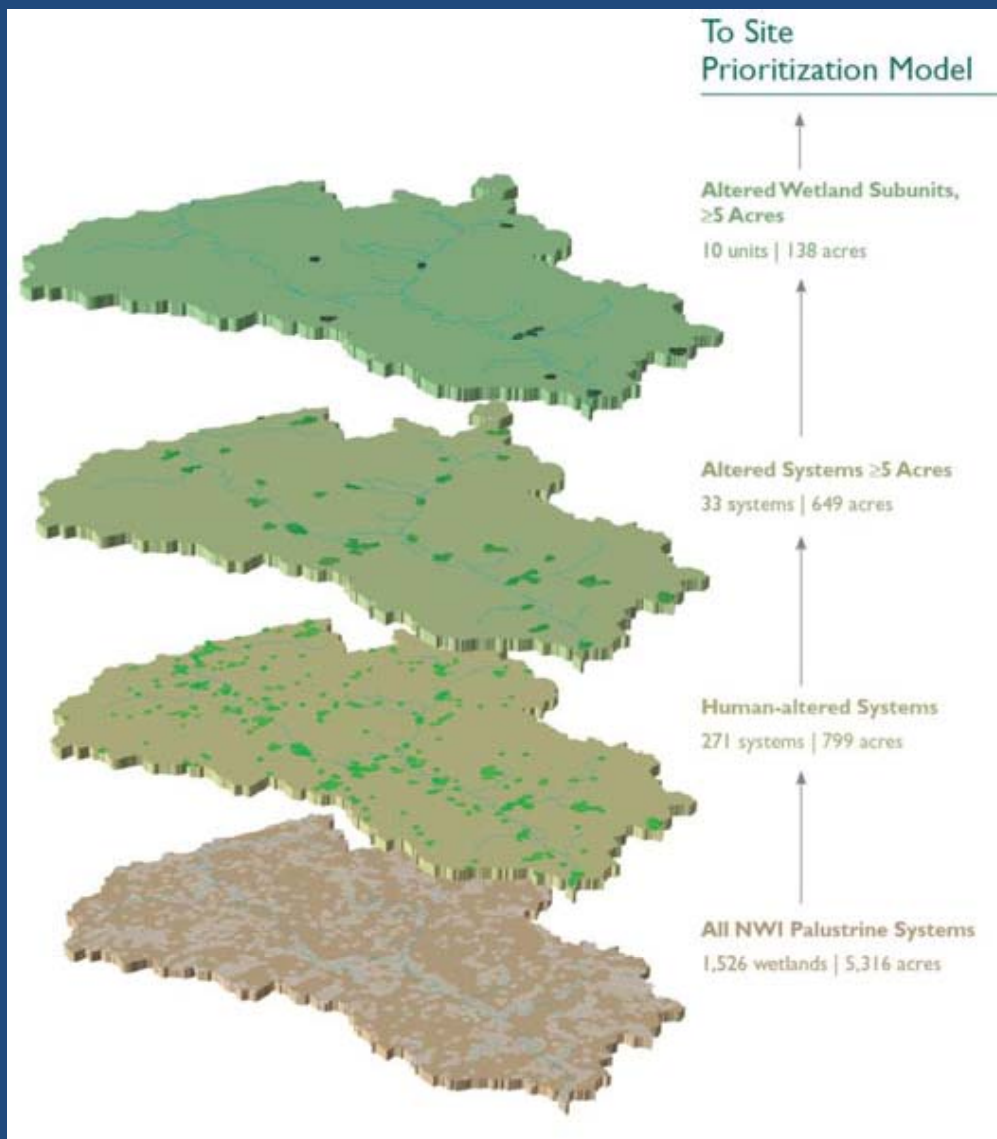 To Site
Prioritization Model
Altered Wetland Subunits,
≥5 Acres
10 units | 138 acres
Altered Systems ≥5 Acres
33 systems | 649 acres
Human-altered Systems
271 systems | 799 acres
All NWI Palustrine Systems
1,526 wetlands | 5,316 acres